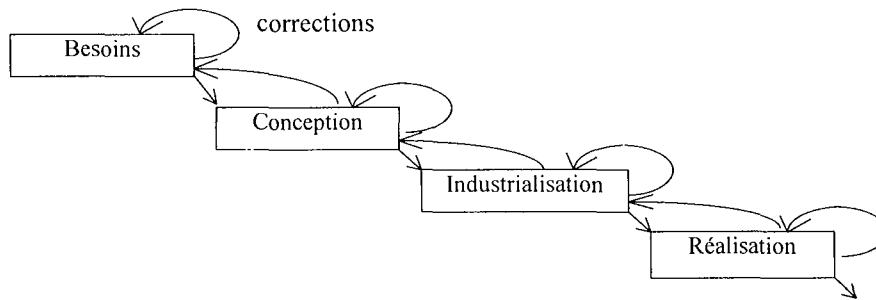 corrections
Besoins
Conception
Industrialisation
Réalisation